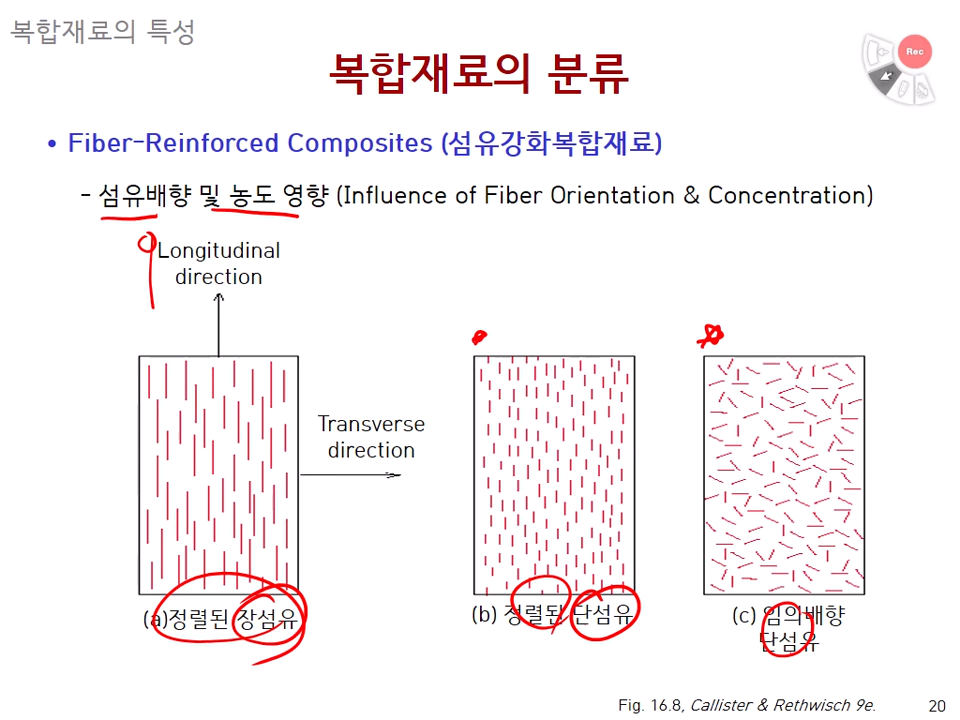 복합재료의 특성
Rec
복합재료의 분류
• Fiber-Reinforced Composites (섬유강화복합재료)
- 섬유배향 및 농도 영향 (Influence of Fiber Orientation & Concentration)
Longitudinal
direction
Transverse
direction
(a)정렬된 장섬유
(b) 정렬된 단섬유
(c) 임의배향
단섬유
Fig. 16.8, Callister & Rethwisch 9e.
20